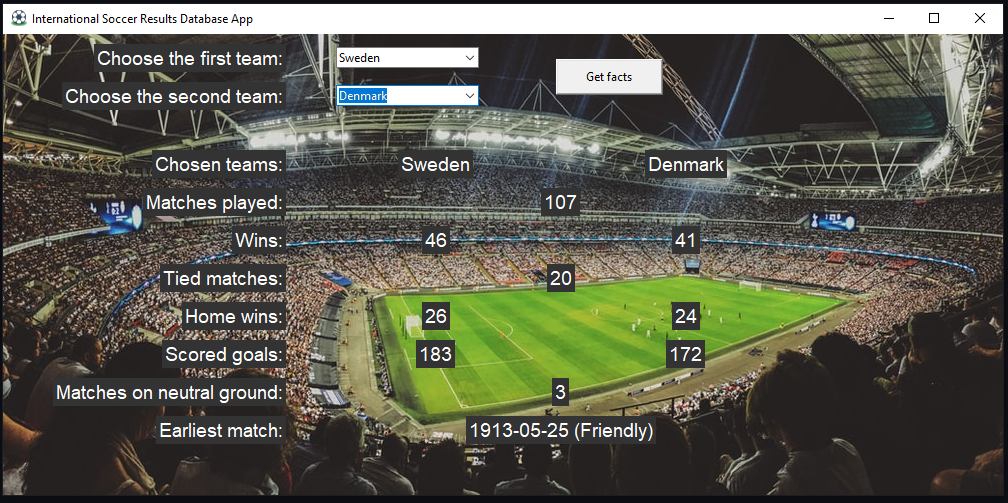 International Soccer Results Database App
Choose the first team: Sweden
Get facts
Choose the second team: Denmark
Chosen teams: Sweden Denmark
Matches played: 107
Wins: 46 41
Tied matches: 20
Home wins: 26 24
Scored goals: 183 172
Matches on neutral ground: 3
Earliest match: 1913-05-25 (Friendly)